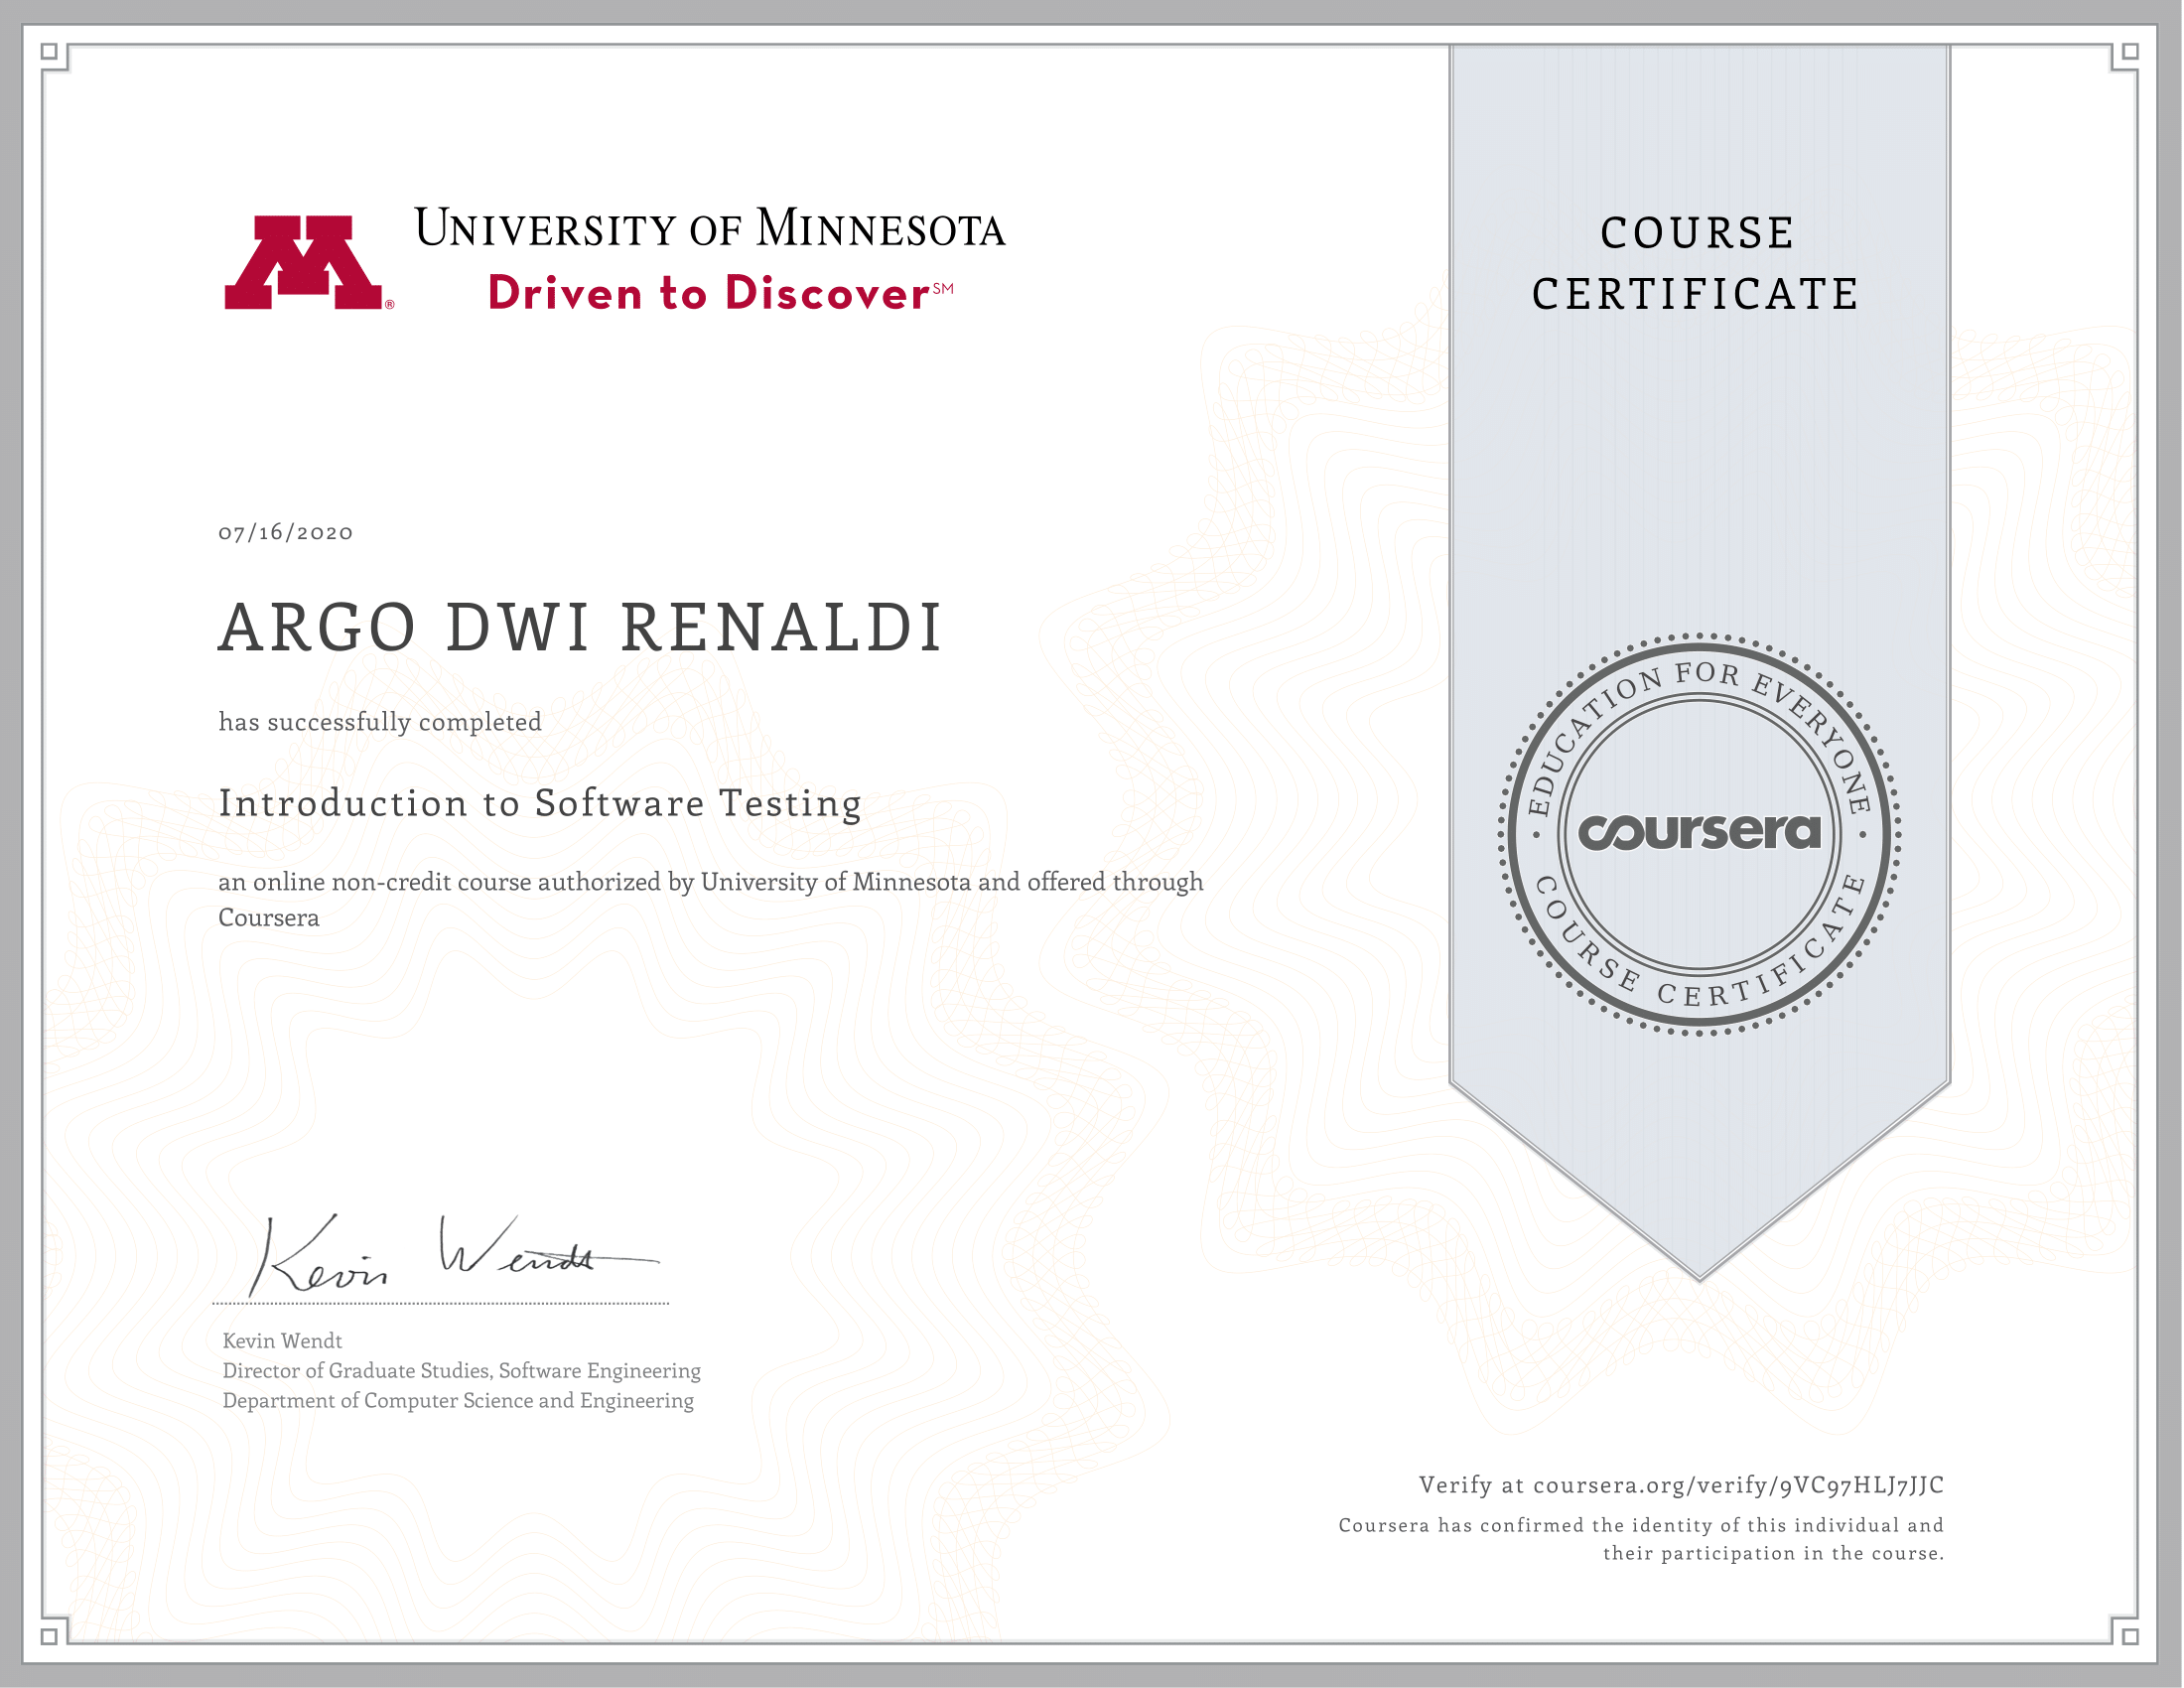 UNIVERSITY OF MINNESOTA
Driven to Discover℠
®
COURSE
CERTIFICATE
07/16/2020
ARGO DWI RENALDI
has successfully completed
Introduction to Software Testing
an online non-credit course authorized by University of Minnesota and offered through
Coursera
EDUCATION FOR EVERYONE
coursera
COURSE CERTIFICATE
Kevin Wendt
Kevin Wendt
Director of Graduate Studies, Software Engineering
Department of Computer Science and Engineering
Verify at coursera.org/verify/9VC97HLJ7JJC
Coursera has confirmed the identity of this individual and
their participation in the course.